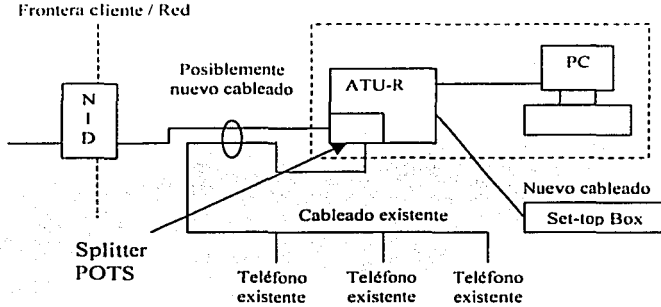 Frontera cliente / Red
Posiblemente
nuevo cableado
ATU-R
PC
N
I
D
Nuevo cableado
Set-top Box
Cableado existente
Splitter
POTS
Teléfono
existente
Teléfono
existente
Teléfono
existente